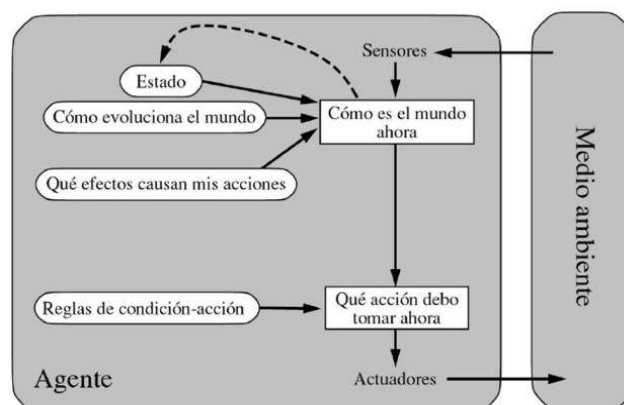 Sensores
Estado
Cómo evoluciona el mundo
Cómo es el mundo
ahora
Qué efectos causan mis acciones
Reglas de condición-acción
Qué acción debo
tomar ahora
Agente
Actuadores
Medio ambiente